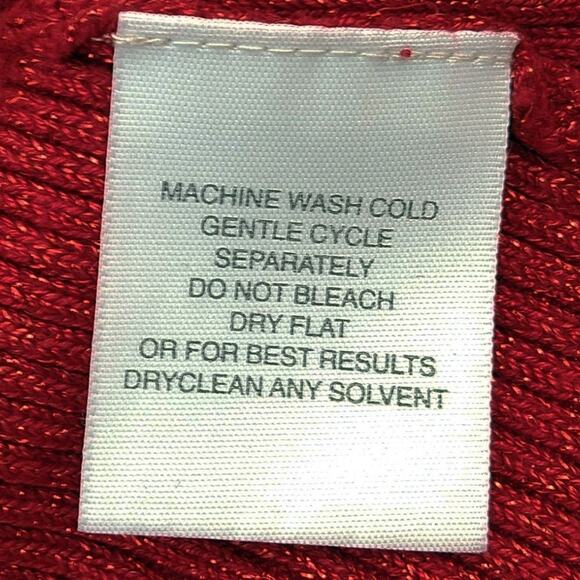 MACHINE WASH COLD
GENTLE CYCLE
SEPARATELY
DO NOT BLEACH
DRY FLAT
OR FOR BEST RESULTS
DRYCLEAN ANY SOLVENT